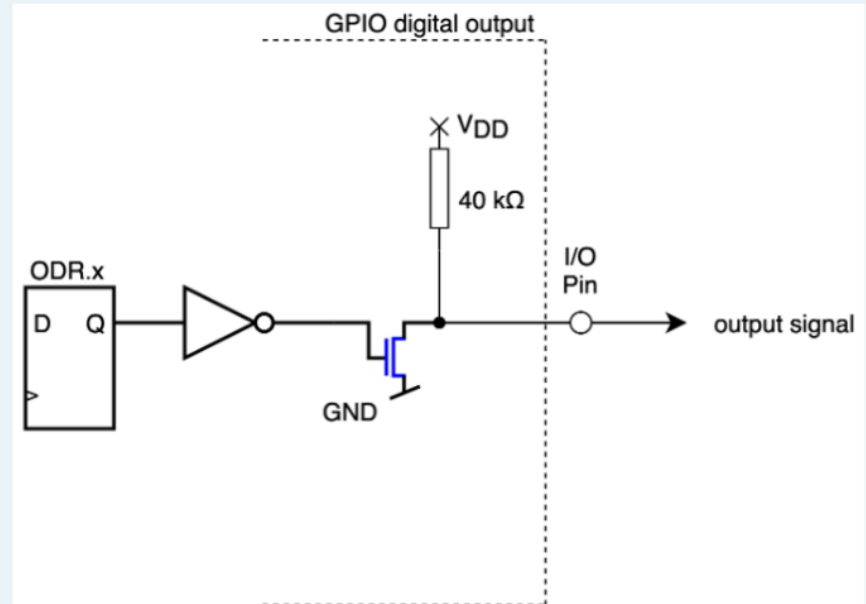 GPIO digital output
VDD
40 kΩ
I/O
Pin
ODR.x
D Q
output signal
GND